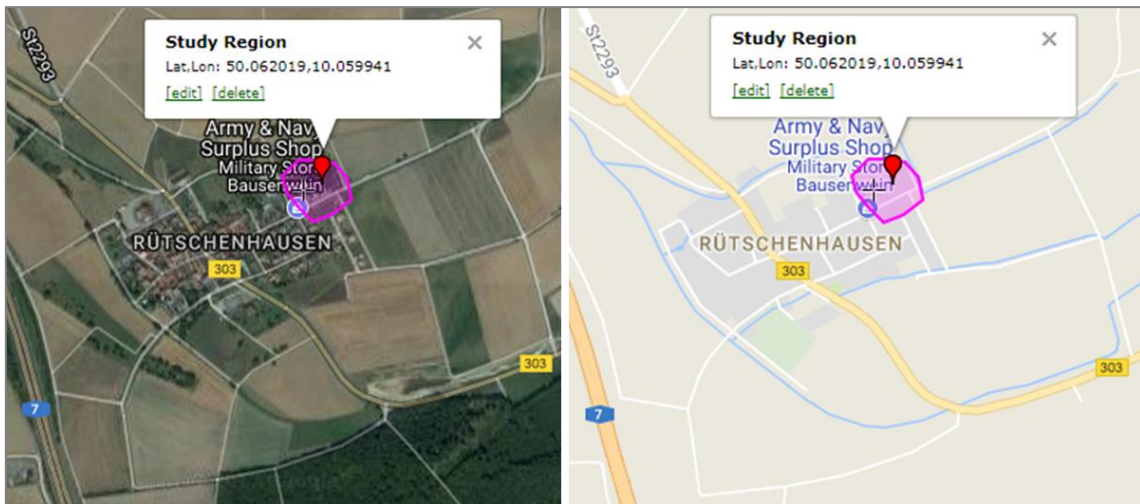 St2293
Study Region
Lat,Lon: 50.062019,10.059941
[edit] [delete]
Army & Navy
Surplus Shop
Military Store
RÜTSCHENHAUSEN
303
303
7
St2293
Study Region
Lat,Lon: 50.062019,10.059941
[edit] [delete]
Army & Navy
Surplus Shop
Military Store
RÜTSCHENHAUSEN
303
303
7